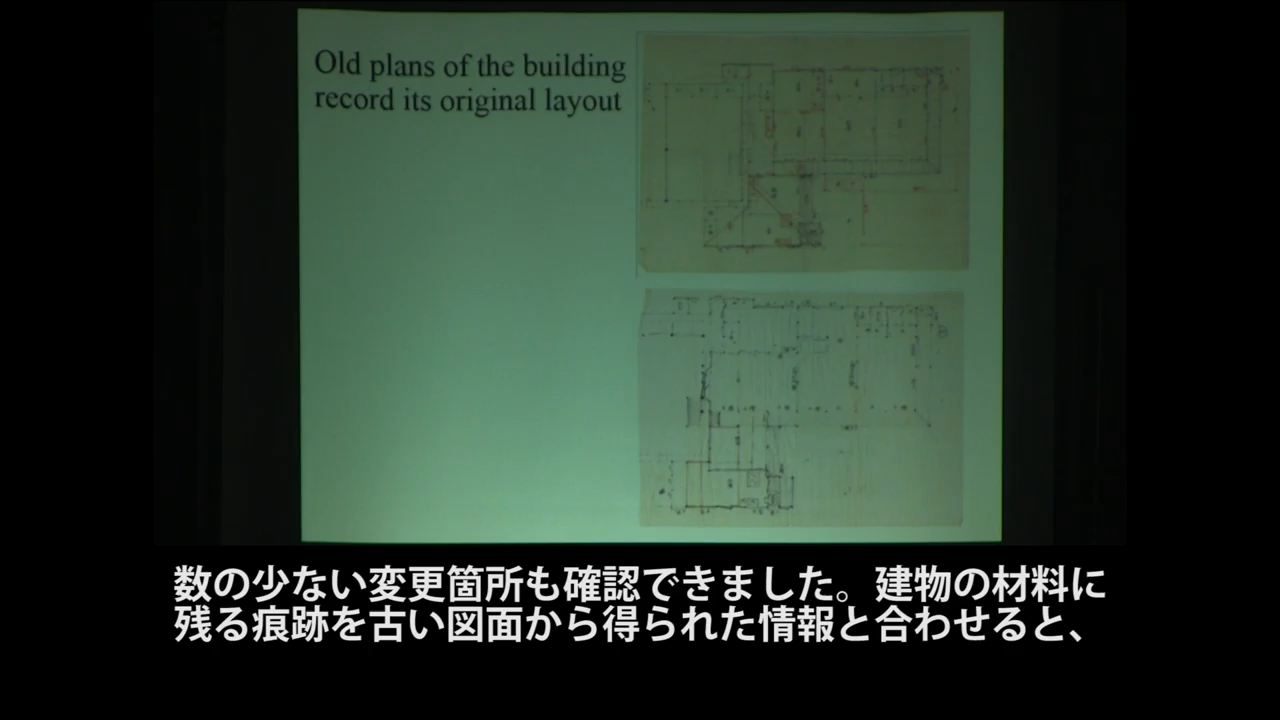 Old plans of the building
record its original layout
数の少ない変更箇所も確認できました。建物の材料に
残る痕跡を古い図面から得られた情報と合わせると、